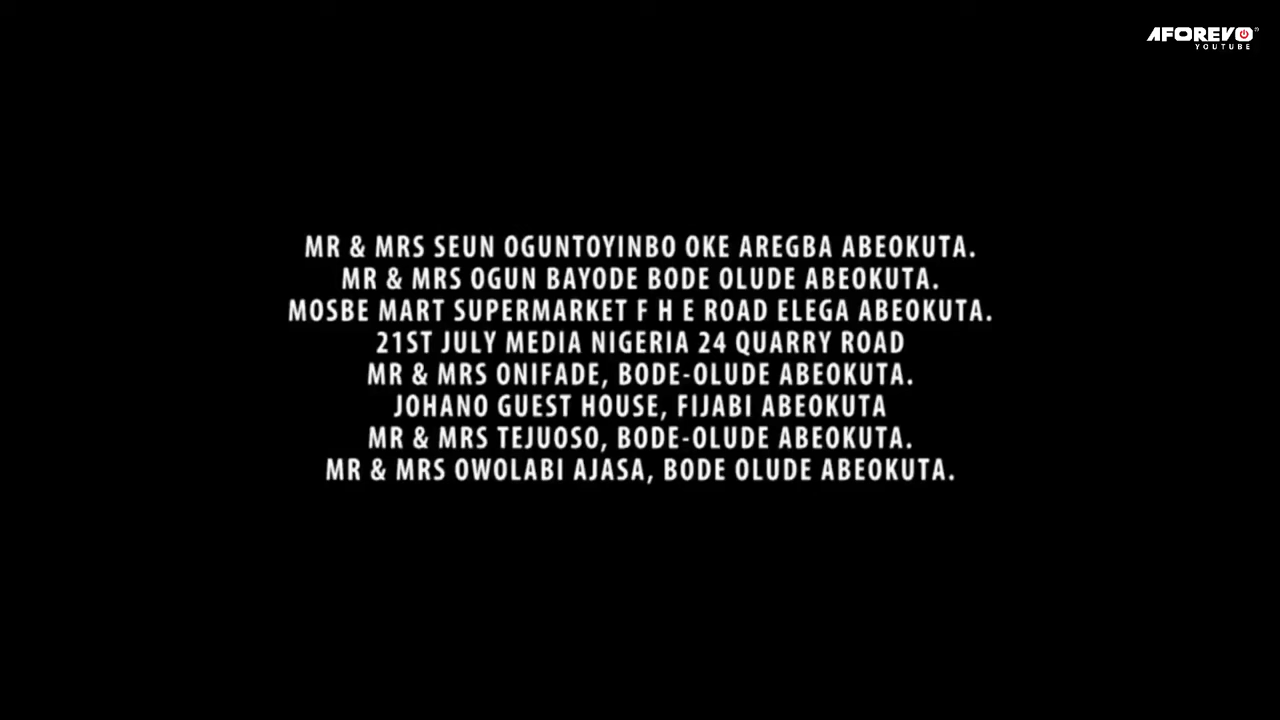 AFOREVO
YOUTUBE
MR & MRS SEUN OGUNTOYINBO OKE AREGBA ABEOKUTA.
MR & MRS OGUN BAYODE BODE OLUDE ABEOKUTA.
MOSBE MART SUPERMARKET F H E ROAD ELEGA ABEOKUTA.
21ST JULY MEDIA NIGERIA 24 QUARRY ROAD
MR & MRS ONIFADE, BODE-OLUDE ABEOKUTA.
JOHANO GUEST HOUSE, FIJABI ABEOKUTA
MR & MRS TEJUOSO, BODE-OLUDE ABEOKUTA.
MR & MRS OWOLABI AJASA, BODE OLUDE ABEOKUTA.